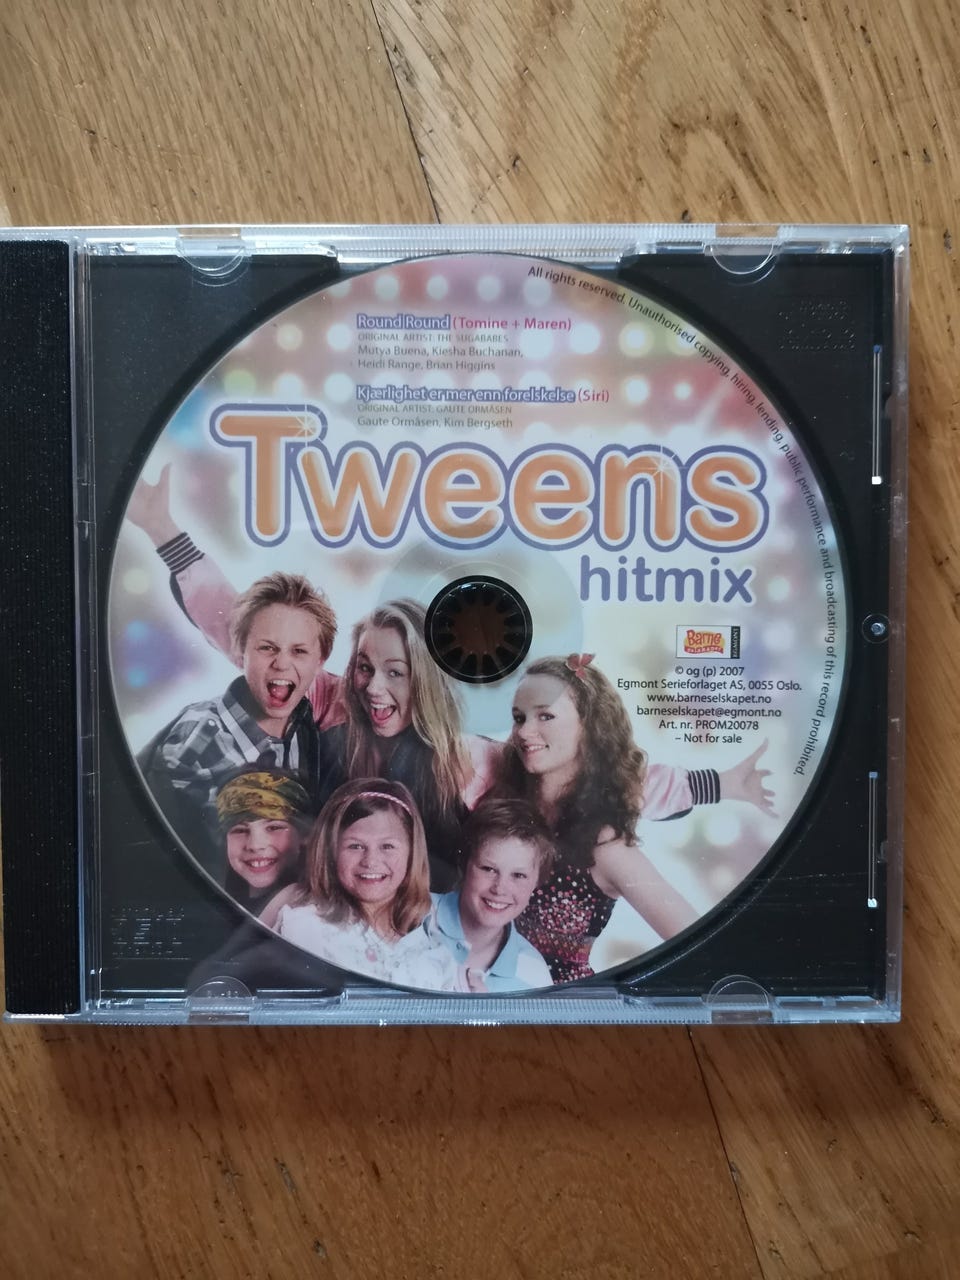 All rights reserved. Unauthorised copying, hiring, lending, public performance and broadcasting of this record prohibited.
Round Round (Tomine + Maren)
ORIGINAL ARTIST: THE SUGABABES
Mutya Buena, Kiesha Buchanan,
Heidi Range, Brian Higgins
Kjærlighet er mer enn forelskelse (Siri)
ORIGINAL ARTIST: GAUTE ORMÅSEN
Gaute Ormåsen, Kim Bergseth
Tweens
hitmix
Barne
selskapet
EGMONT
© og (p) 2007
Egmont Serieforlaget AS, 0055 Oslo.
www.barneselskapet.no
barneselskapet@egmont.no
Art. nr. PROM20078
– Not for sale